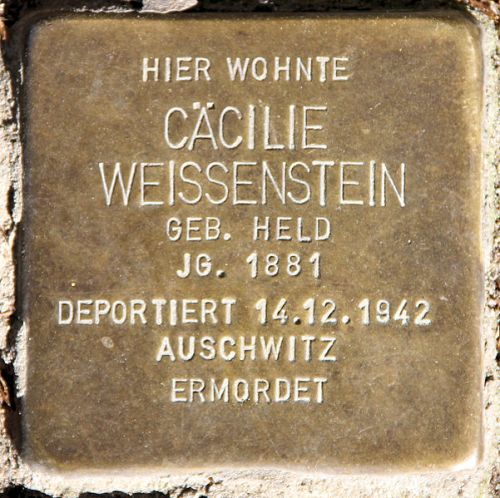 HIER WOHNTE
CÄCILIE
WEISSENSTEIN
GEB. HELD
JG. 1881
DEPORTIERT 14.12.1942
AUSCHWITZ
ERMORDET